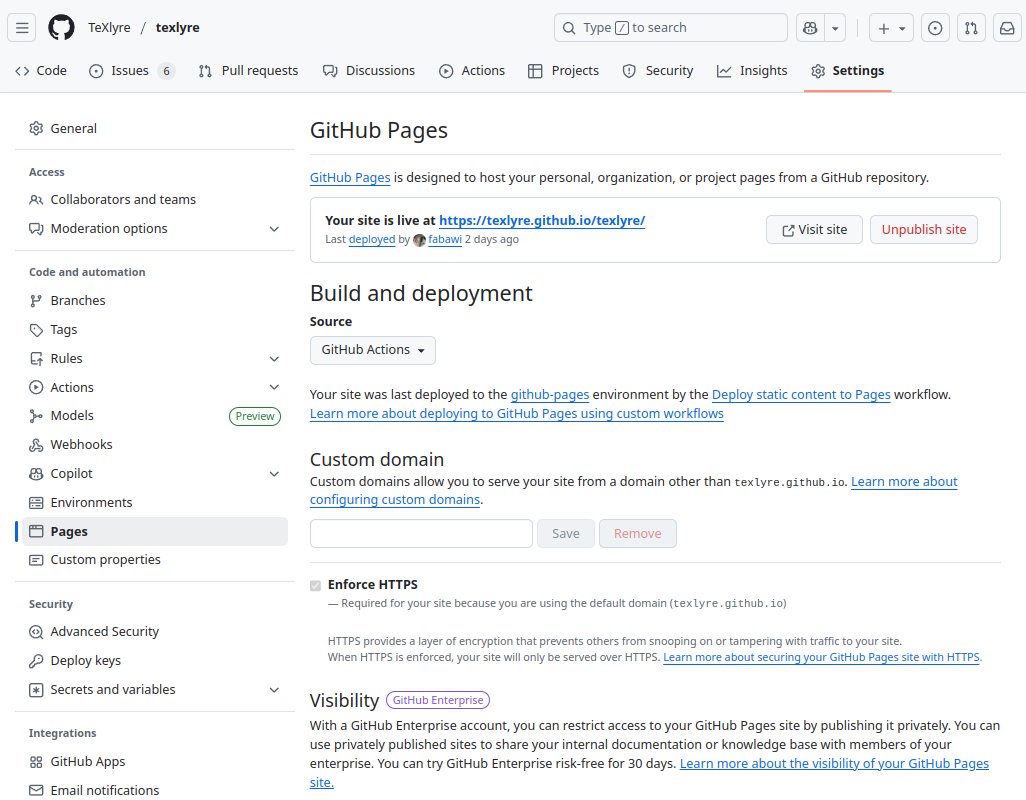 TeXlyre / texlyre
Type / to search
Code
Issues 6
Pull requests
Discussions
Actions
Projects
Security
Insights
Settings
General
Access
Collaborators and teams
Moderation options
Code and automation
Branches
Tags
Rules
Actions
Models Preview
Webhooks
Copilot
Environments
Pages
Custom properties
Security
Advanced Security
Deploy keys
Secrets and variables
Integrations
GitHub Apps
Email notifications
GitHub Pages
GitHub Pages is designed to host your personal, organization, or project pages from a GitHub repository.
Your site is live at https://texlyre.github.io/texlyre/
Last deployed by fabawi 2 days ago
Visit site
Unpublish site
Build and deployment
Source
GitHub Actions
Your site was last deployed to the github-pages environment by the Deploy static content to Pages workflow.
Learn more about deploying to GitHub Pages using custom workflows
Custom domain
Custom domains allow you to serve your site from a domain other than texlyre.github.io. Learn more about
configuring custom domains.
Save
Remove
Enforce HTTPS
— Required for your site because you are using the default domain (texlyre.github.io)
HTTPS provides a layer of encryption that prevents others from snooping on or tampering with traffic to your site.
When HTTPS is enforced, your site will only be served over HTTPS. Learn more about securing your GitHub Pages site with HTTPS.
Visibility GitHub Enterprise
With a GitHub Enterprise account, you can restrict access to your GitHub Pages site by publishing it privately. You can
use privately published sites to share your internal documentation or knowledge base with members of your
enterprise. You can try GitHub Enterprise risk-free for 30 days. Learn more about the visibility of your GitHub Pages
site.